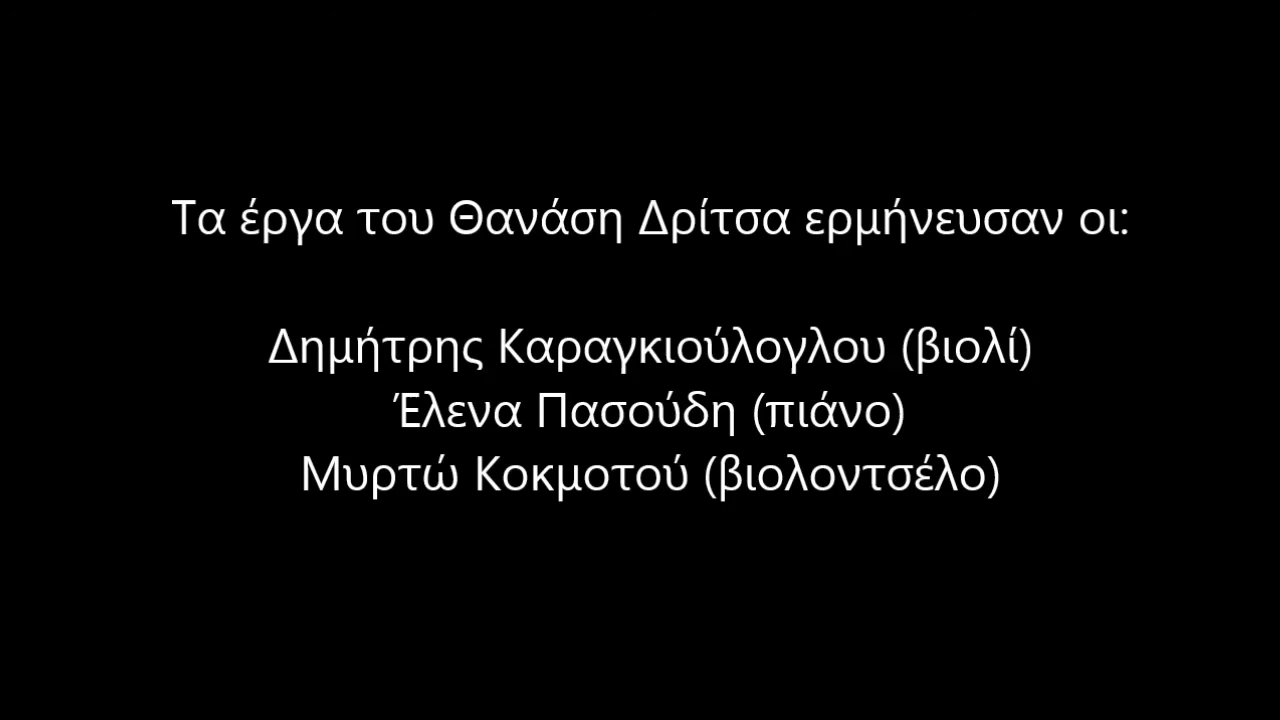 Τα έργα του Θανάση Δρίτσα ερμήνευσαν οι:
Δημήτρης Καραγκιούλογλου (βιολί)
Έλενα Πασούδη (πιάνο)
Μυρτώ Κοκμοτού (βιολοντσέλο)